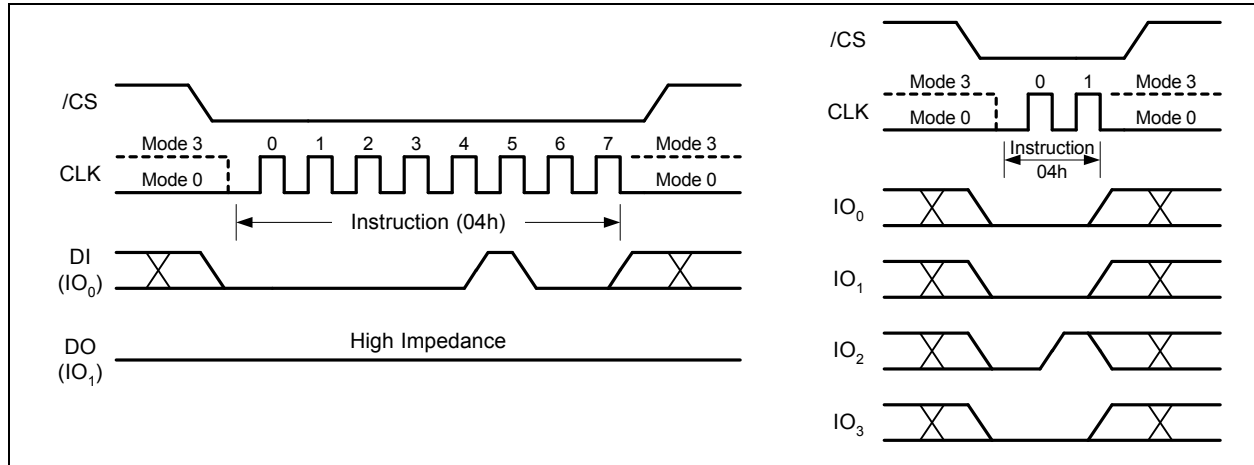 /CS
Mode 3 0 1 2 3 4 5 6 7 Mode 3
CLK
Mode 0 Mode 0
Instruction (04h)
DI
(IO₀)
High Impedance
DO
(IO₁)
/CS
Mode 3 0 1 Mode 3
CLK
Mode 0 Mode 0
Instruction
04h
IO₀
IO₁
IO₂
IO₃